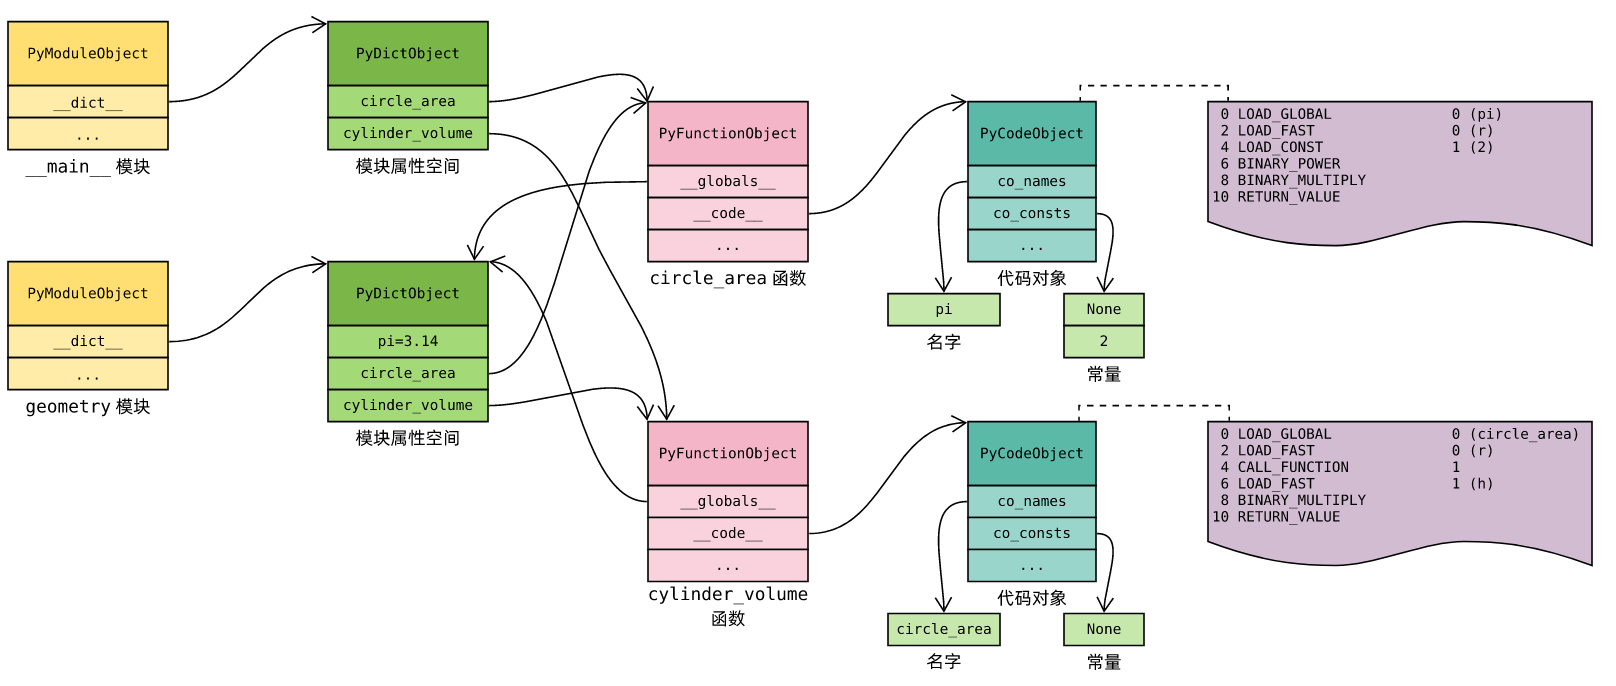 PyModuleObject
__dict__
...
__main__ 模块
PyDictObject
circle_area
cylinder_volume
模块属性空间
PyFunctionObject
__globals__
__code__
...
circle_area 函数
PyCodeObject
co_names
co_consts
...
代码对象
pi
名字
None
2
常量
0 LOAD_GLOBAL 0 (pi)
2 LOAD_FAST 0 (r)
4 LOAD_CONST 1 (2)
6 BINARY_POWER
8 BINARY_MULTIPLY
10 RETURN_VALUE
PyModuleObject
__dict__
...
geometry 模块
PyDictObject
pi=3.14
circle_area
cylinder_volume
模块属性空间
PyFunctionObject
__globals__
__code__
...
cylinder_volume
函数
PyCodeObject
co_names
co_consts
...
代码对象
circle_area
名字
None
常量
0 LOAD_GLOBAL 0 (circle_area)
2 LOAD_FAST 0 (r)
4 CALL_FUNCTION 1
6 LOAD_FAST 1 (h)
8 BINARY_MULTIPLY
10 RETURN_VALUE